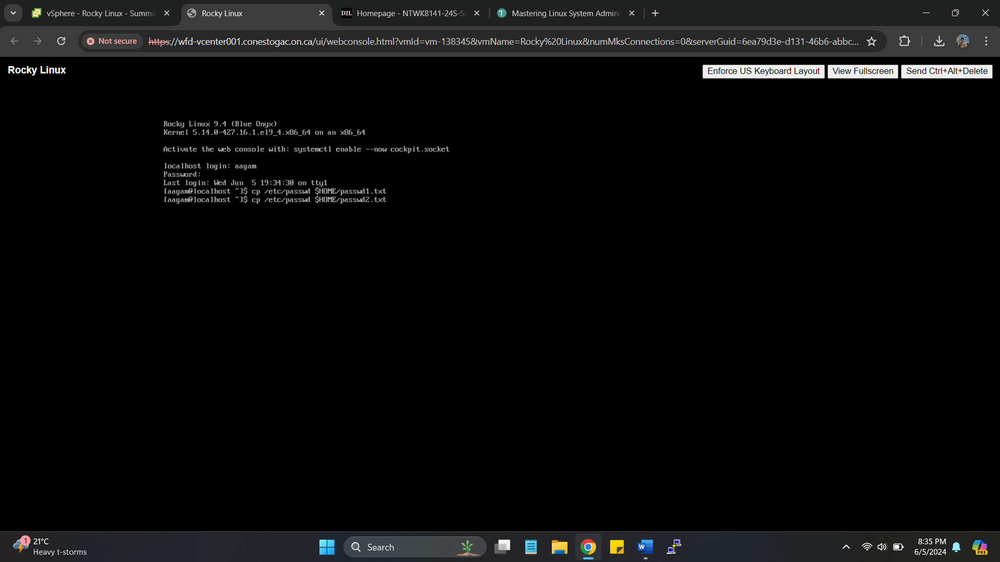 vSphere - Rocky Linux - Summa
Rocky Linux
D2L Homepage - NTWK8141-24S-S
Mastering Linux System Admini
Not secure
https://wfd-vcenter001.conestogac.on.ca/ui/webconsole.html?vmId=vm-138345&vmName=Rocky%20Linux&numMksConnections=0&serverGuid=6ea79d3e-d131-46b6-abbc...
Rocky Linux
Enforce US Keyboard Layout
View Fullscreen
Send Ctrl+Alt+Delete
Rocky Linux 9.4 (Blue Onyx)
Kernel 5.14.0-427.16.1.el9_4.x86_64 on an x86_64
Activate the web console with: systemctl enable --now cockpit.socket
localhost login: aagam
Password:
Last login: Wed Jun  5 19:34:30 on tty1
[aagam@localhost ~]$ cp /etc/passwd $HOME/passwd1.txt
[aagam@localhost ~]$ cp /etc/passwd $HOME/passwd2.txt
1
21°C
Heavy t-storms
Search
W
8:35 PM
6/5/2024
PRE